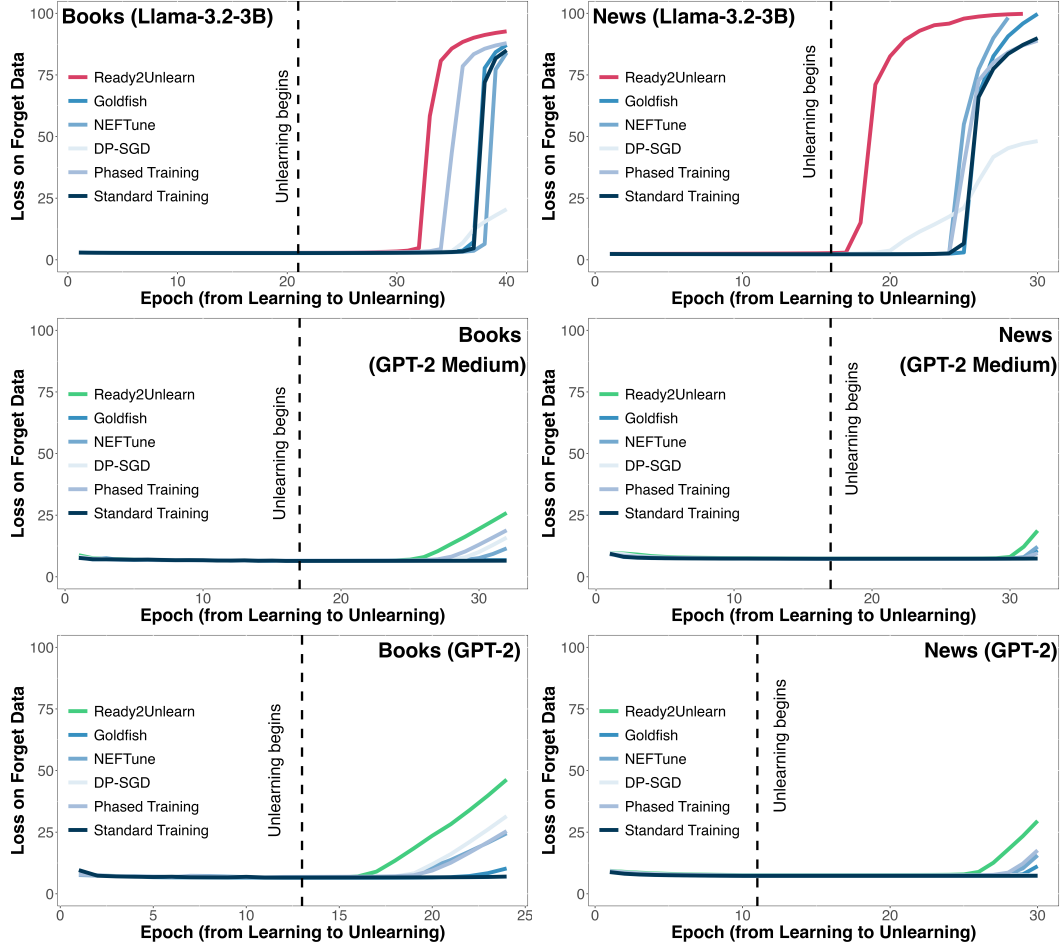 Books (Llama-3.2-3B)
100
75
50
25
0
Loss on Forget Data
Ready2Unlearn
Goldfish
NEFTune
DP-SGD
Phased Training
Standard Training
Unlearning begins
0 10 20 30 40
Epoch (from Learning to Unlearning)
News (Llama-3.2-3B)
100
75
50
25
0
Loss on Forget Data
Ready2Unlearn
Goldfish
NEFTune
DP-SGD
Phased Training
Standard Training
Unlearning begins
0 10 20 30
Epoch (from Learning to Unlearning)
Books
(GPT-2 Medium)
100
75
50
25
0
Loss on Forget Data
Ready2Unlearn
Goldfish
NEFTune
DP-SGD
Phased Training
Standard Training
Unlearning begins
0 10 20 30
Epoch (from Learning to Unlearning)
News
(GPT-2 Medium)
100
75
50
25
0
Loss on Forget Data
Ready2Unlearn
Goldfish
NEFTune
DP-SGD
Phased Training
Standard Training
Unlearning begins
0 10 20 30
Epoch (from Learning to Unlearning)
Books (GPT-2)
100
75
50
25
0
Loss on Forget Data
Ready2Unlearn
Goldfish
NEFTune
DP-SGD
Phased Training
Standard Training
Unlearning begins
0 5 10 15 20 25
Epoch (from Learning to Unlearning)
News (GPT-2)
100
75
50
25
0
Loss on Forget Data
Ready2Unlearn
Goldfish
NEFTune
DP-SGD
Phased Training
Standard Training
Unlearning begins
0 10 20 30
Epoch (from Learning to Unlearning)